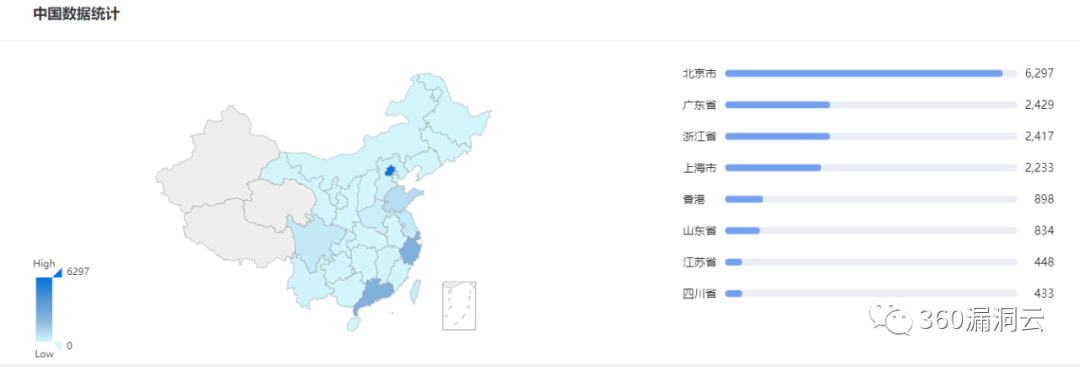 中国数据统计
High
6297
0
Low
北京市 6,297
广东省 2,429
浙江省 2,417
上海市 2,233
香港 898
山东省 834
江苏省 448
四川省 433
360漏洞云